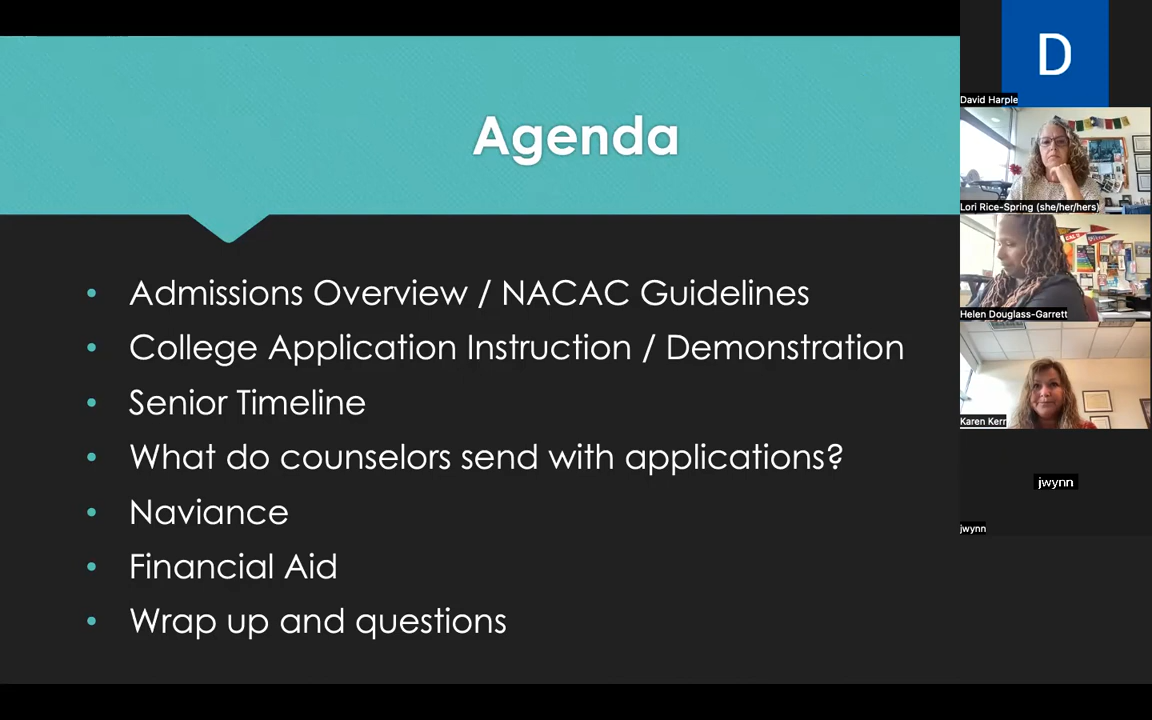 Agenda
• Admissions Overview / NACAC Guidelines
• College Application Instruction / Demonstration
• Senior Timeline
• What do counselors send with applications?
• Naviance
• Financial Aid
• Wrap up and questions
D
David Harple
Lori Rice-Spring (she/her/hers)
Helen Douglass-Garrett
Karen Kerr
jwynn
jwynn